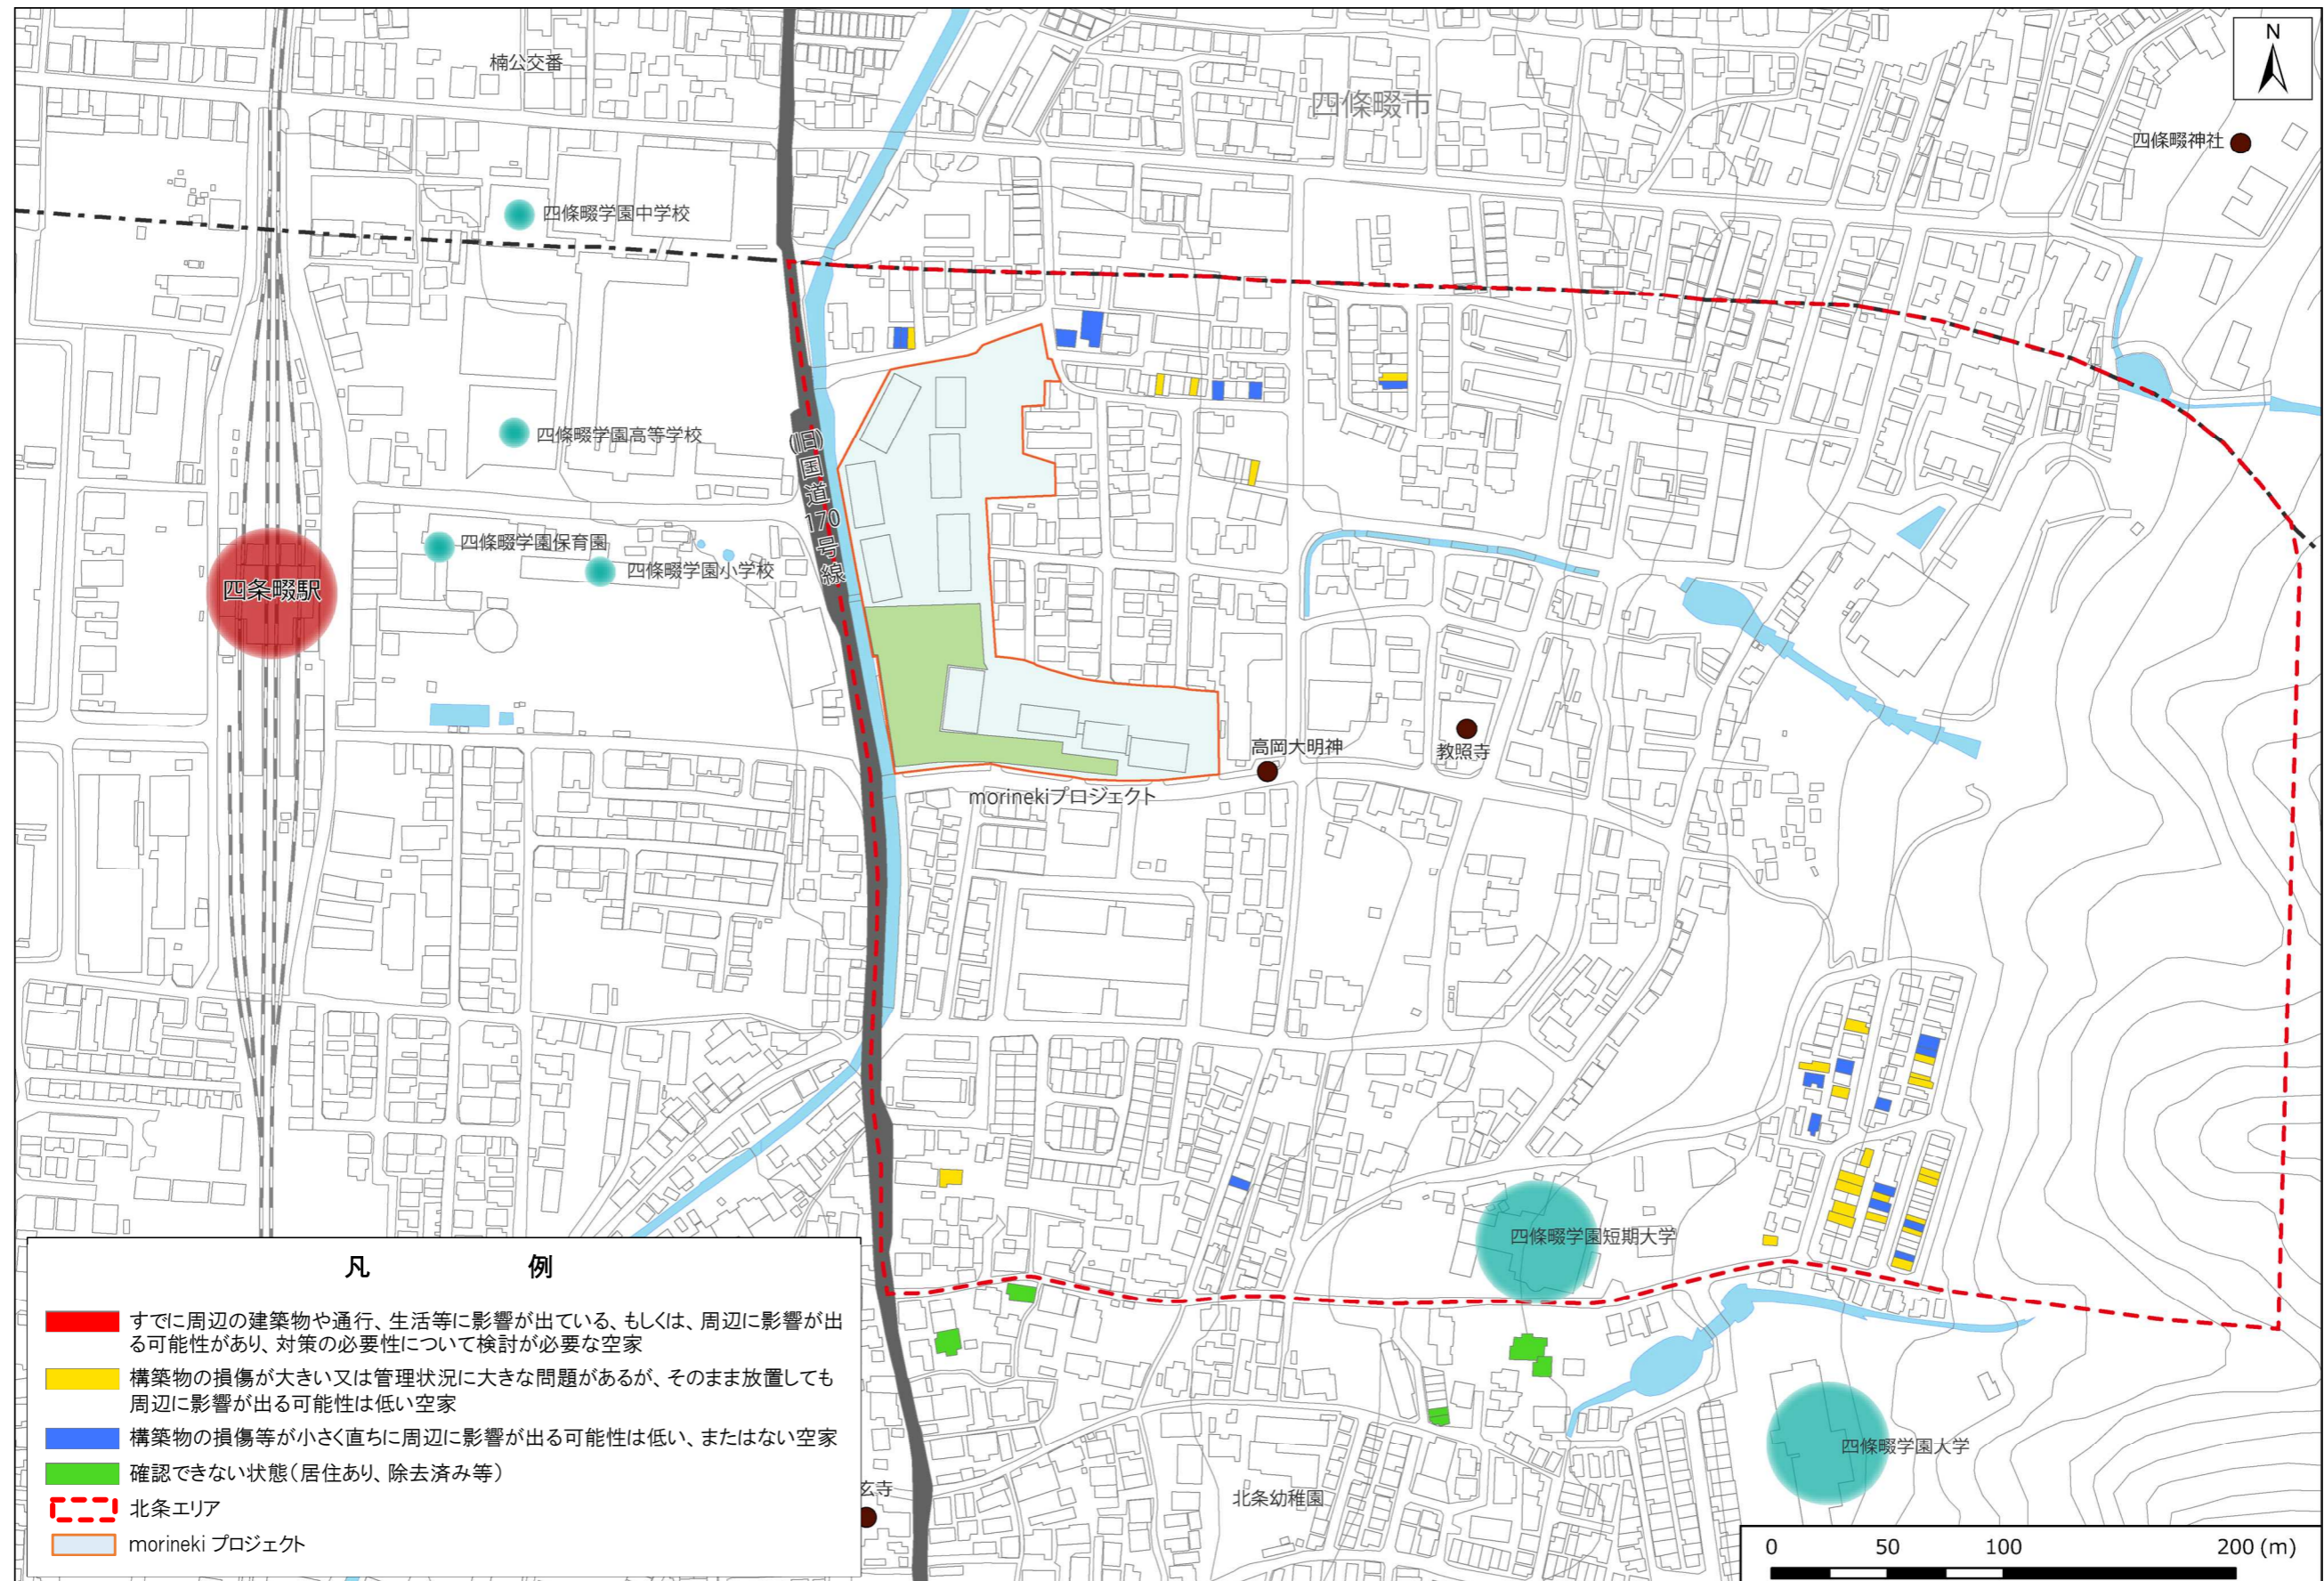 楠公交番
四條畷市
N
四條畷神社
四條畷学園中学校
四條畷学園高等学校
(旧)国道170号線
四條畷学園保育園
四條畷学園小学校
四条畷駅
高岡大明神
教照寺
morinekiプロジェクト
四條畷学園短期大学
四條畷学園大学
北条幼稚園
玄寺
凡 例
すでに周辺の建築物や通行、生活等に影響が出ている、もしくは、周辺に影響が出
る可能性があり、対策の必要性について検討が必要な空家
構築物の損傷が大きい又は管理状況に大きな問題があるが、そのまま放置しても
周辺に影響が出る可能性は低い空家
構築物の損傷等が小さく直ちに周辺に影響が出る可能性は低い、またはない空家
確認できない状態(居住あり、除去済み等)
北条エリア
morineki プロジェクト
0 50 100 200 (m)